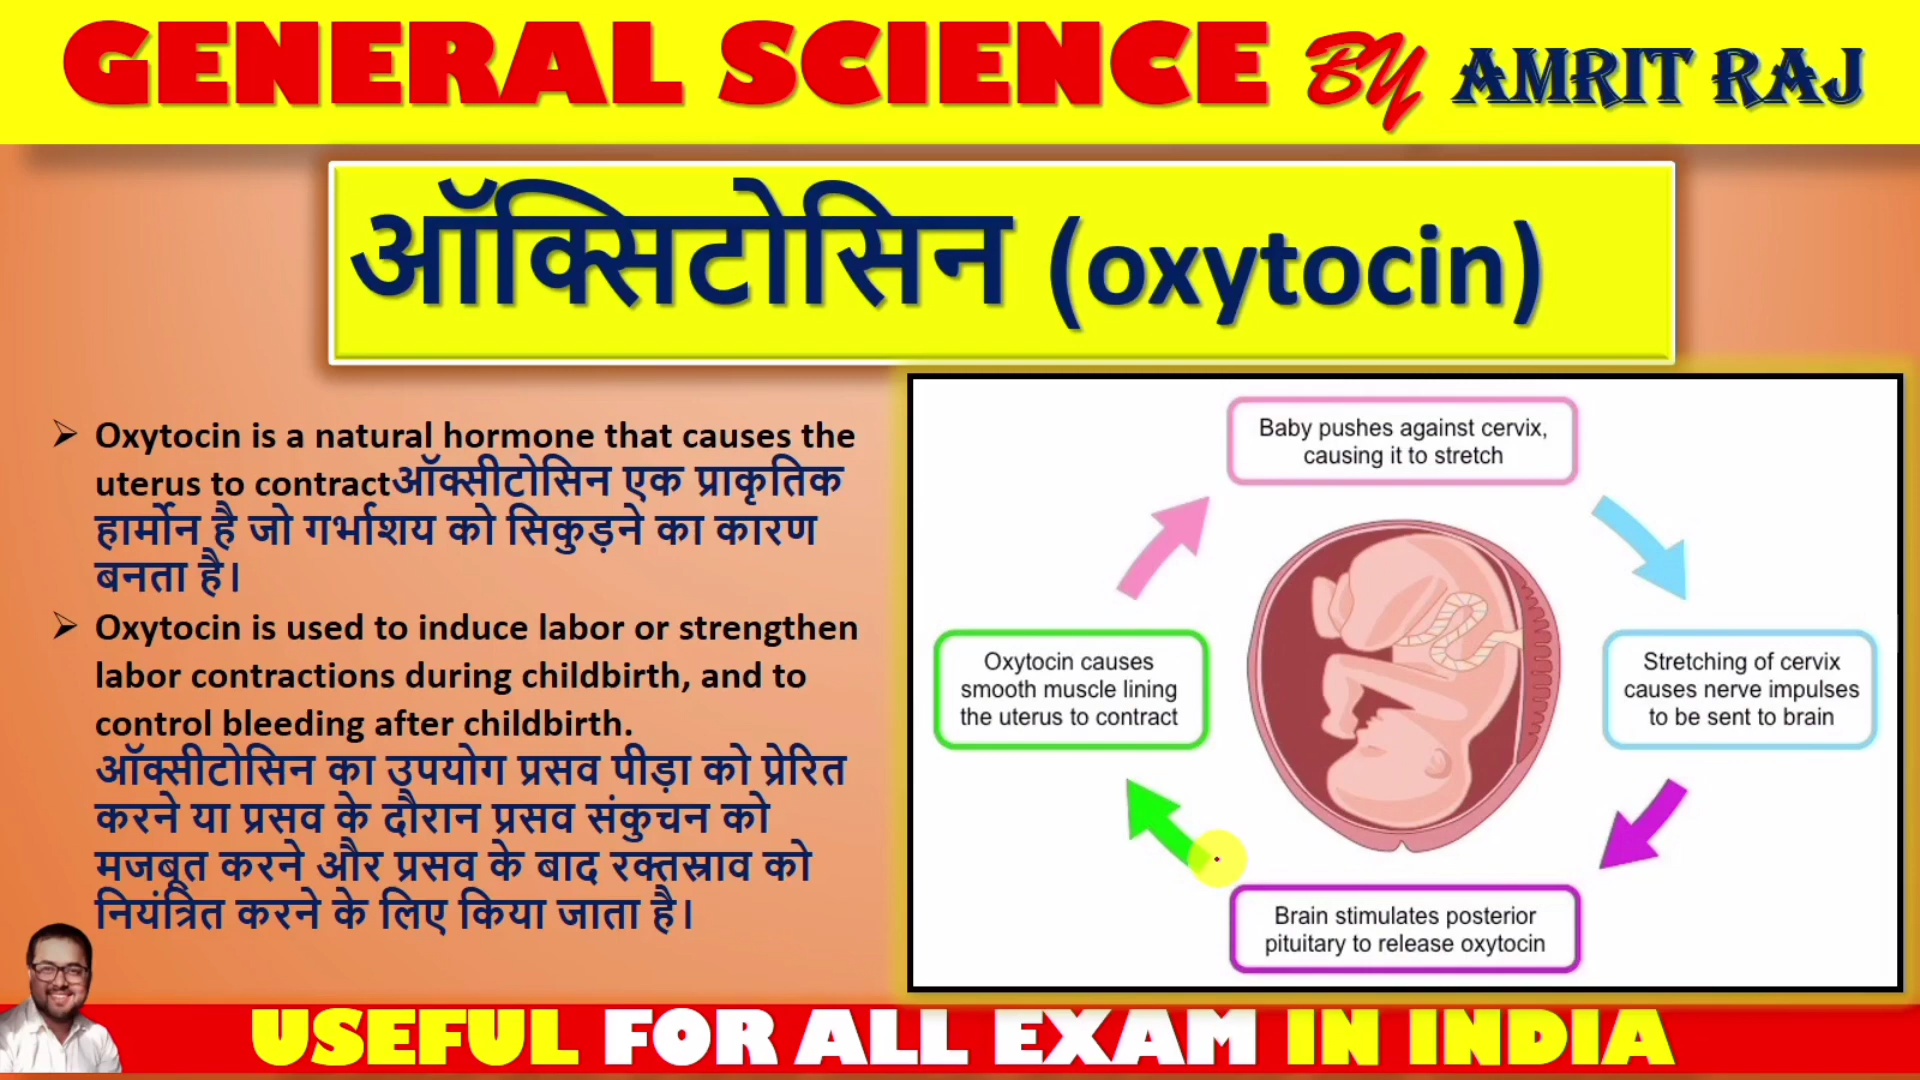 GENERAL SCIENCE BY AMRIT RAJ
ऑक्सिटोसिन (oxytocin)
Oxytocin is a natural hormone that causes the
uterus to contractऑक्सीटोसिन एक प्राकृतिक
हार्मोन है जो गर्भाशय को सिकुड़ने का कारण
बनता है।
Oxytocin is used to induce labor or strengthen
labor contractions during childbirth, and to
control bleeding after childbirth.
ऑक्सीटोसिन का उपयोग प्रसव पीड़ा को प्रेरित
करने या प्रसव के दौरान प्रसव संकुचन को
मजबूत करने और प्रसव के बाद रक्तस्राव को
नियंत्रित करने के लिए किया जाता है।
Baby pushes against cervix,
causing it to stretch
Stretching of cervix
causes nerve impulses
to be sent to brain
Brain stimulates posterior
pituitary to release oxytocin
Oxytocin causes
smooth muscle lining
the uterus to contract
USEFUL FOR ALL EXAM IN INDIA